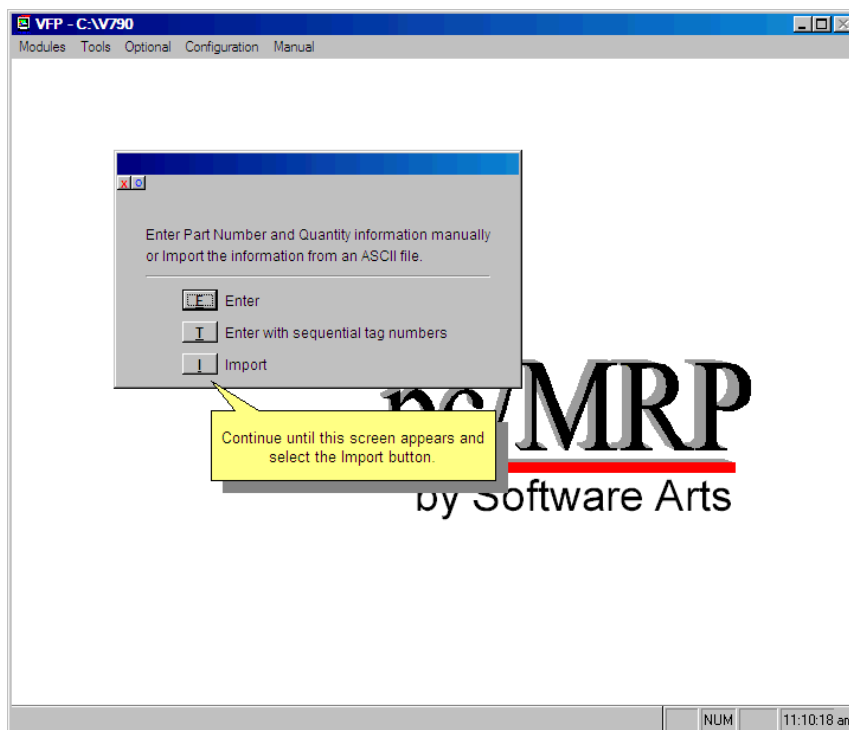 VFP - C:\V790
Modules Tools Optional Configuration Manual
X O
Enter Part Number and Quantity information manually
or Import the information from an ASCII file.
E Enter
T Enter with sequential tag numbers
I Import
Continue until this screen appears and
select the Import button.
pc/MRP
by Software Arts
NUM 11:10:18 am